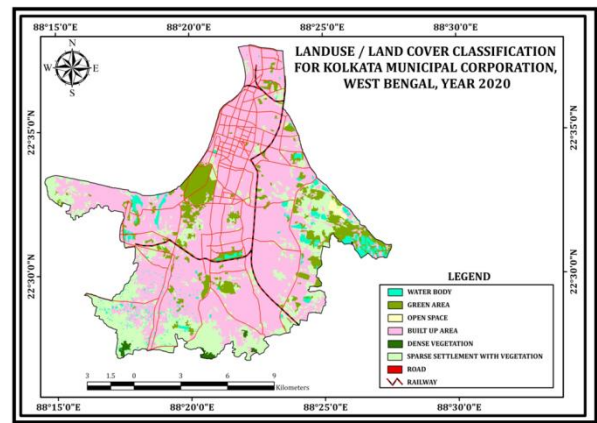 88°15'0"E 88°20'0"E 88°25'0"E 88°30'0"E
LANDUSE / LAND COVER CLASSIFICATION
FOR KOLKATA MUNICIPAL CORPORATION,
WEST BENGAL, YEAR 2020
N
W E
S
22°35'0"N 22°35'0"N
22°30'0"N 22°30'0"N
LEGEND
WATER BODY
GREEN AREA
OPEN SPACE
BUILT UP AREA
DENSE VEGETATION
SPARSE SETTLEMENT WITH VEGETATION
ROAD
RAILWAY
3 1.5 0 3 6 9
Kilometers
88°15'0"E 88°20'0"E 88°25'0"E 88°30'0"E